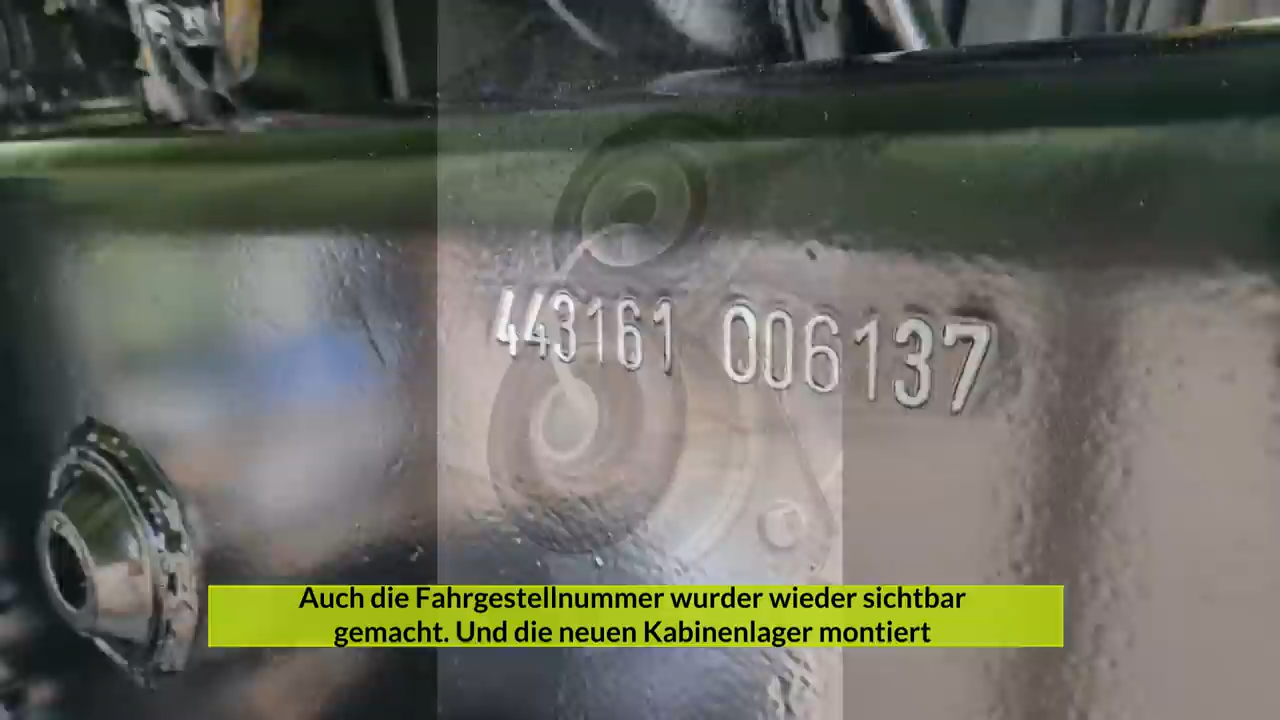 443161 006137
Auch die Fahrgestellnummer wurder wieder sichtbar
gemacht. Und die neuen Kabinenlager montiert